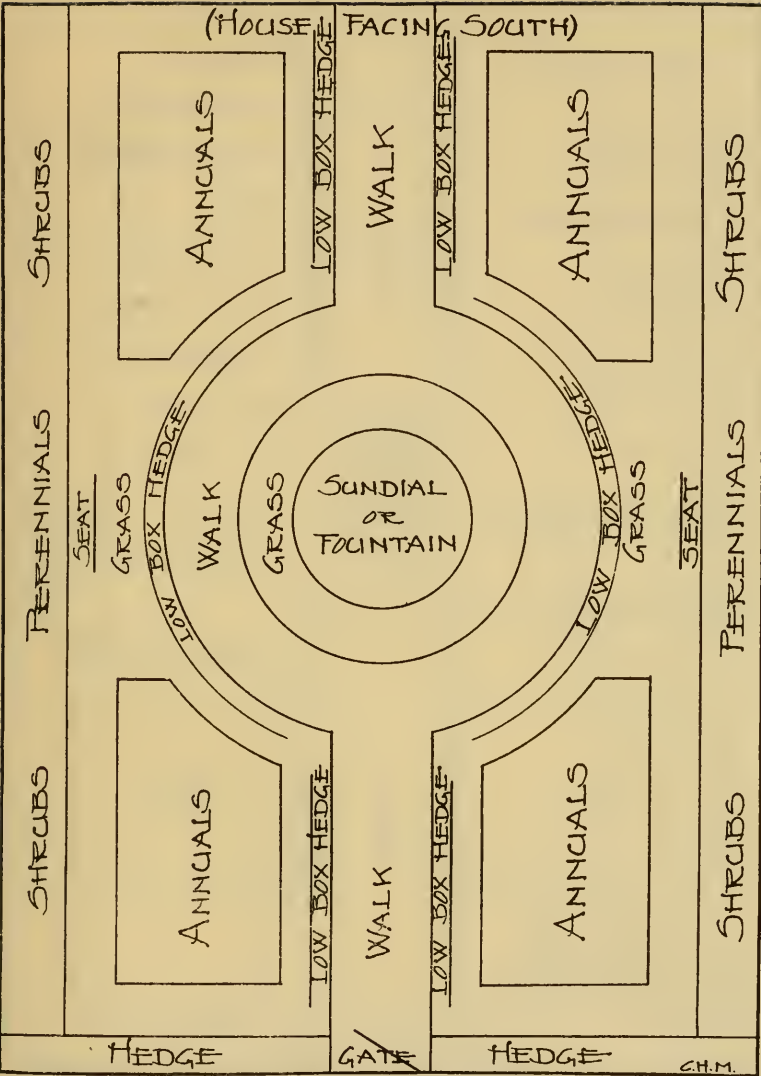 (HOUSE FACING SOUTH)
SHRUBS
ANNUALS
LOW BOX HEDGE
WALK
LOW BOX HEDGE
ANNUALS
SHRUBS
PERENNIALS
SEAT
GRASS
LOW BOX HEDGE
WALK
GRASS
SUNDIAL
OR
FOUNTAIN
LOW BOX HEDGE
GRASS
SEAT
PERENNIALS
SHRUBS
ANNUALS
LOW BOX HEDGE
WALK
LOW BOX HEDGE
ANNUALS
SHRUBS
HEDGE
GATE
HEDGE
C.H.M.